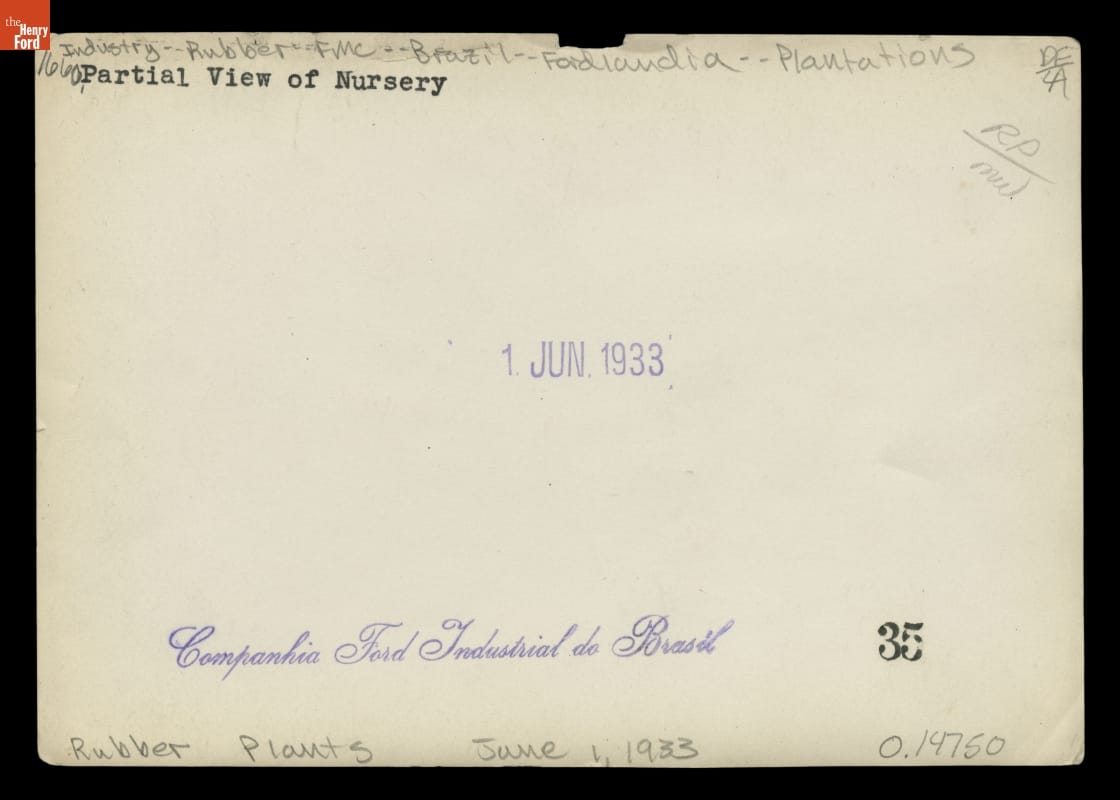 the
Henry
Ford
Industry--Rubber--FMC--Brazil--Fordlandia--Plantations
1660,
Partial View of Nursery
DE
4A
RP
1. JUN. 1933
Companhia Ford Industrial do Brasil
35
Rubber Plants June 1, 1933
0.14750